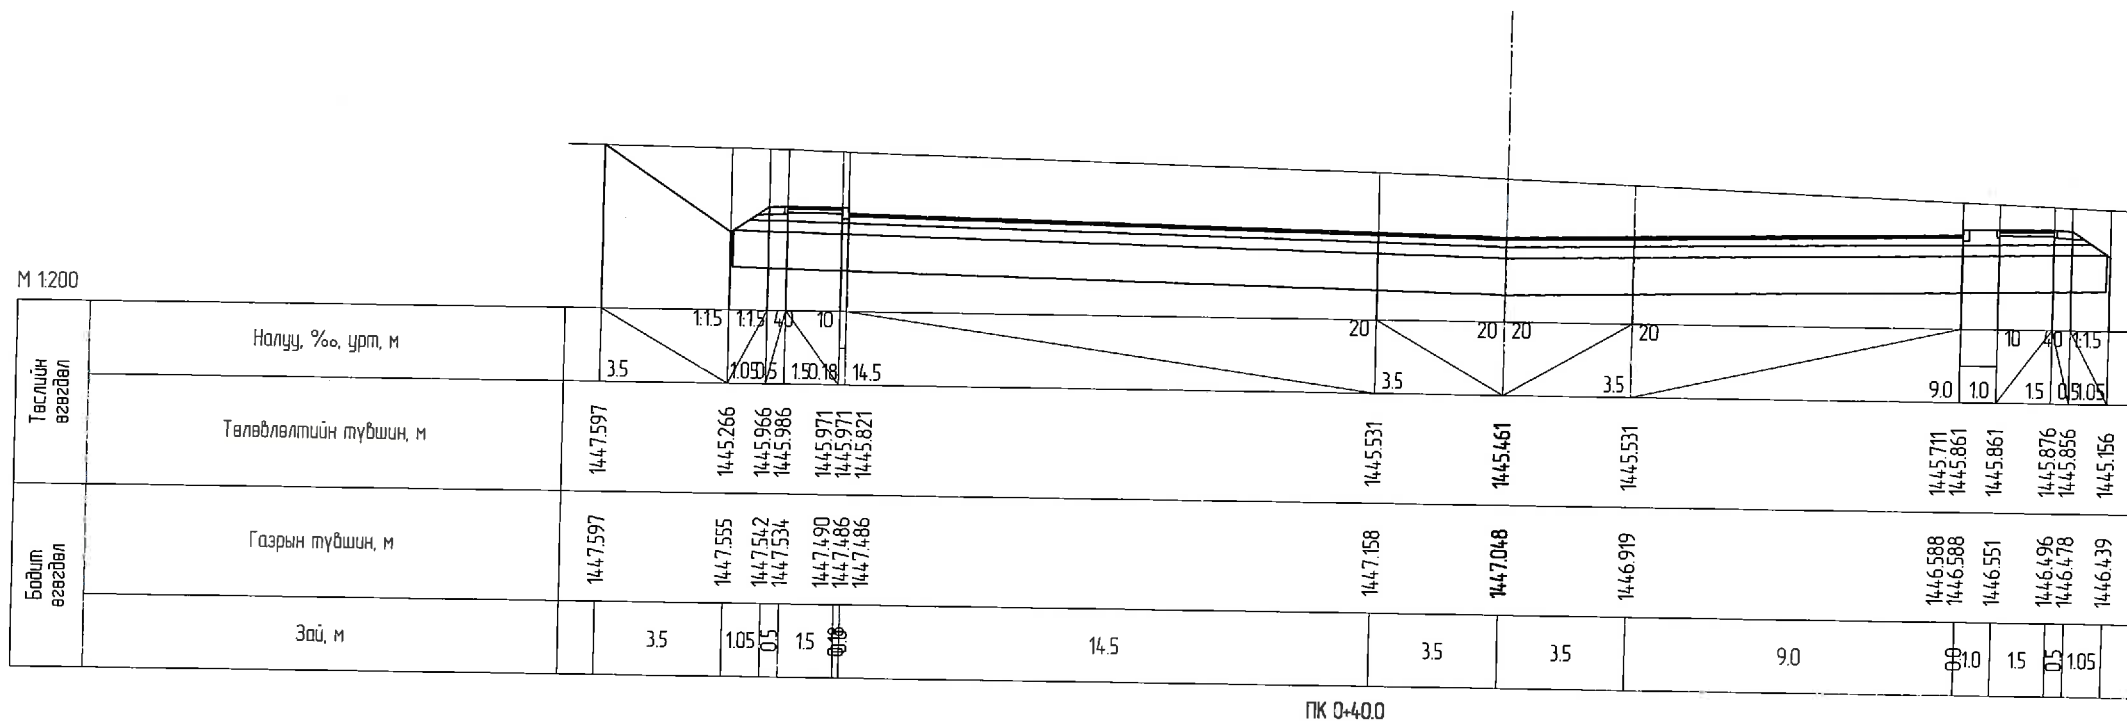 М 1:200
Төслийн өгөгдөл
Налуу, ‰, урт, м
1:1.5 1:1.5 40 10 20 20 20 20 10 40 1:1.5
3.5 1.05 0.5 1.5 0.18 14.5 3.5 3.5 9.0 1.0 1.5 0.5 1.05
Төлөвлөлтийн түвшин, м
1447.597 1445.266 1445.966 1445.986 1445.971 1445.971 1445.821 1445.531 1445.461 1445.531 1445.711 1445.861 1445.861 1445.876 1445.856 1445.156
Бодит өгөгдөл
Газрын түвшин, м
1447.597 1447.555 1447.542 1447.534 1447.490 1447.486 1447.486 1447.158 1447.048 1446.919 1446.588 1446.588 1446.551 1446.496 1446.478 1446.439
Зай, м
3.5 1.05 0.5 1.5 14.5 3.5 3.5 9.0 0.0 1.0 1.5 0.5 1.05
ПК 0+40.0